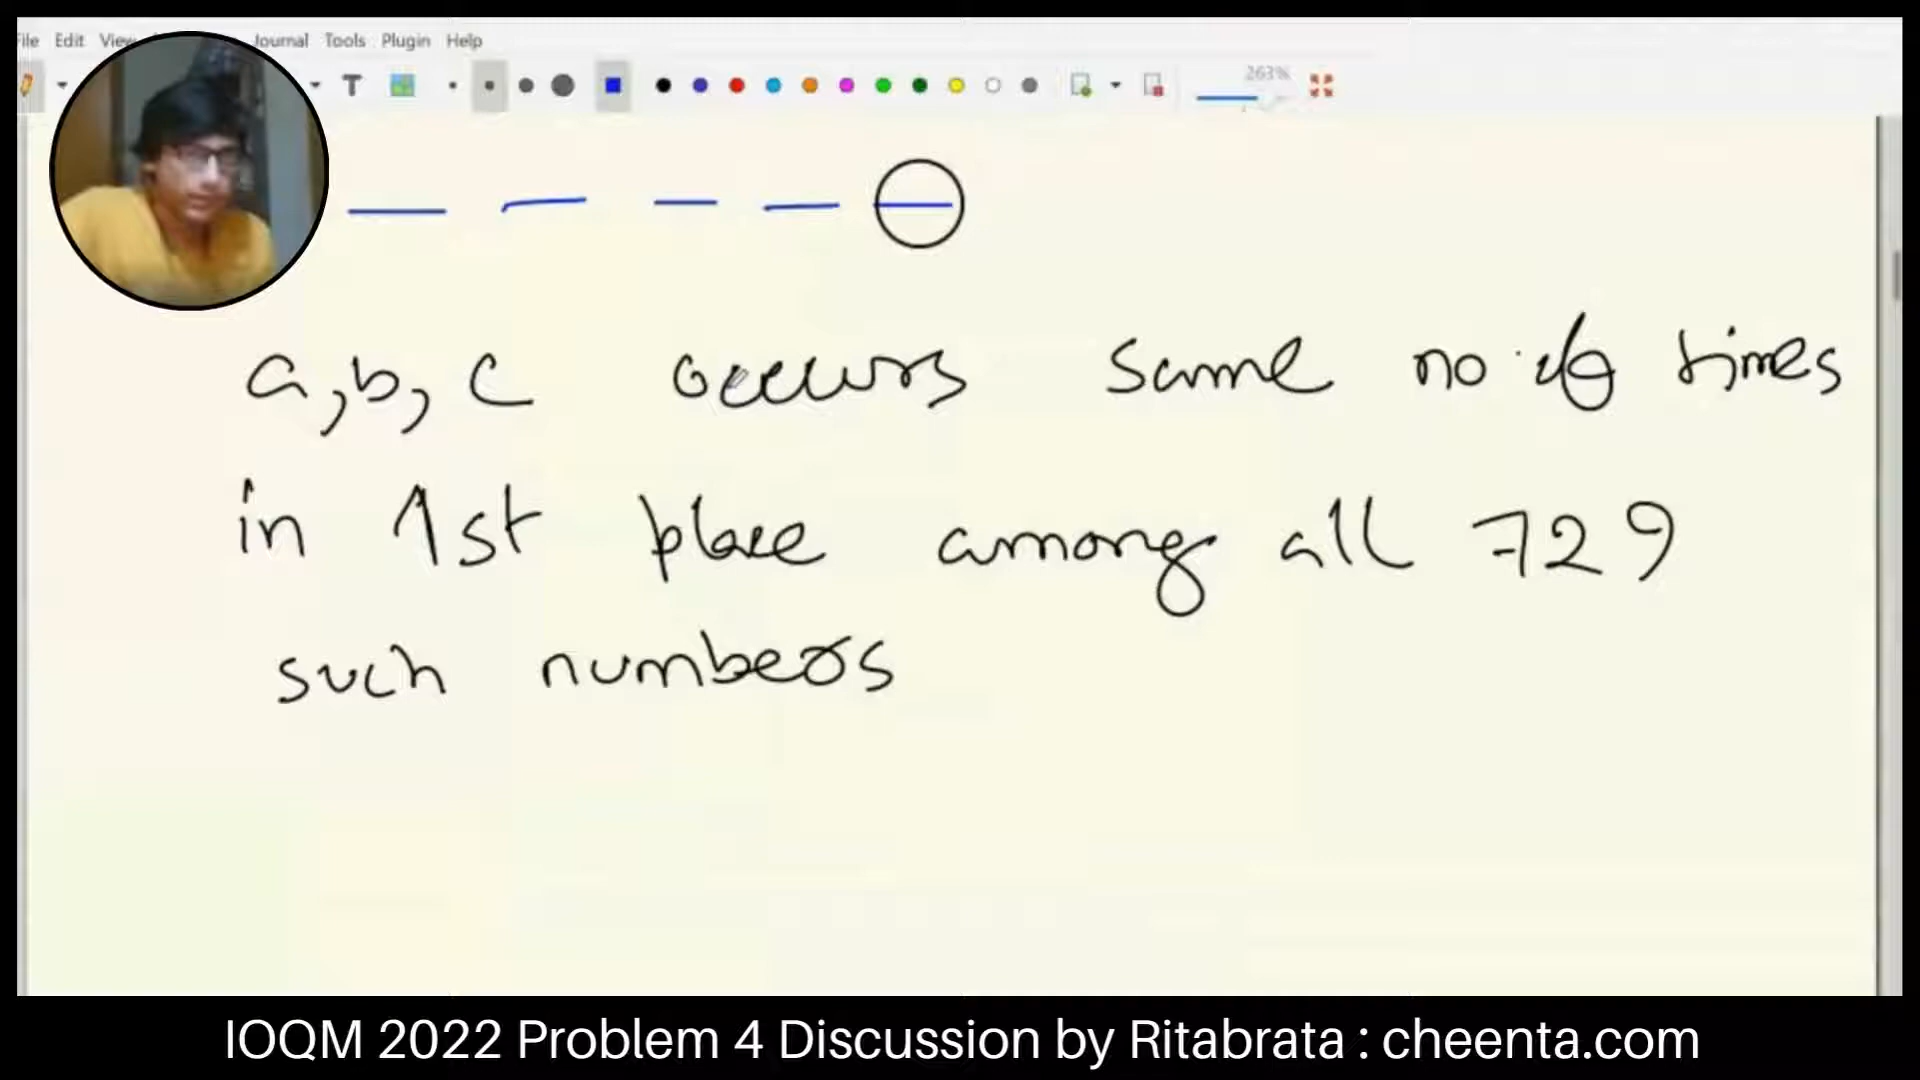 File Edit View Journal Tools Plugin Help
T 263%
a, b, c occurs same no. of times
in 1st place among all 729
such numbers
IOQM 2022 Problem 4 Discussion by Ritabrata : cheenta.com